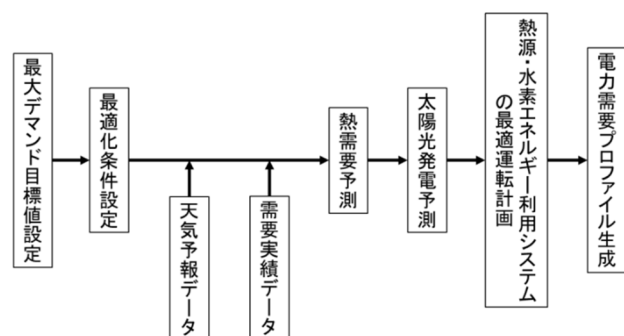 最大デマンド目標値設定
最適化条件設定
天気予報データ
需要実績データ
熱需要予測
太陽光発電予測
熱源・水素エネルギー利用システム
の最適運転計画
電力需要プロファイル生成